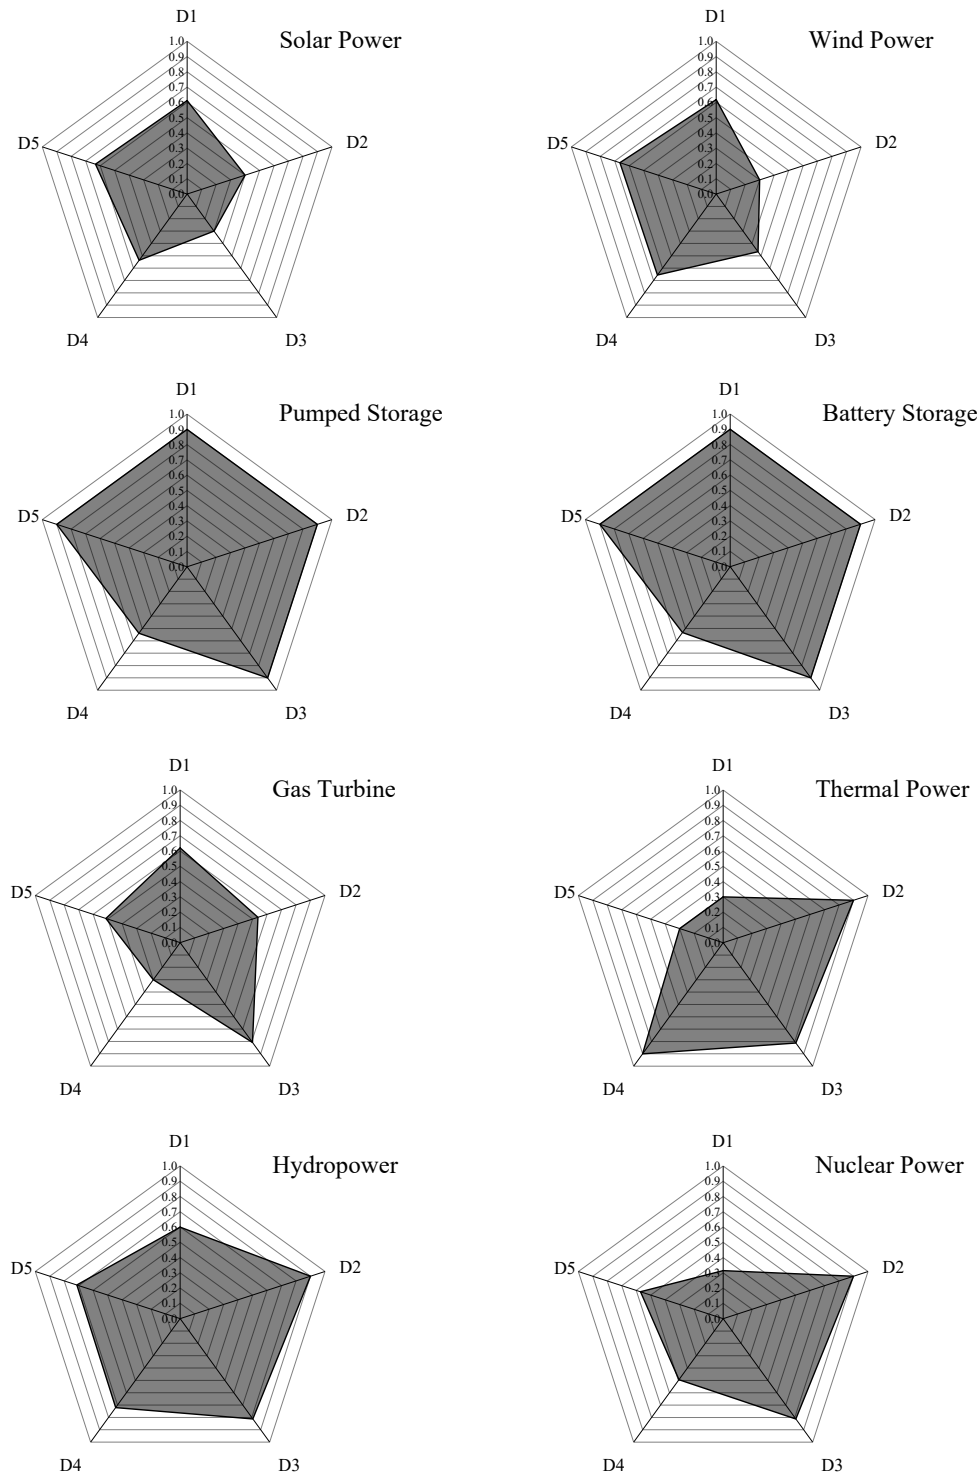 D1
Solar Power
1.0
0.9
0.8
0.7
0.6
0.5
0.4
0.3
0.2
0.1
0.0
D5
D2
D4
D3
D1
Wind Power
1.0
0.9
0.8
0.7
0.6
0.5
0.4
0.3
0.2
0.1
0.0
D5
D2
D4
D3
D1
Pumped Storage
1.0
0.9
0.8
0.7
0.6
0.5
0.4
0.3
0.2
0.1
0.0
D5
D2
D4
D3
D1
Battery Storage
1.0
0.9
0.8
0.7
0.6
0.5
0.4
0.3
0.2
0.1
0.0
D5
D2
D4
D3
D1
Gas Turbine
1.0
0.9
0.8
0.7
0.6
0.5
0.4
0.3
0.2
0.1
0.0
D5
D2
D4
D3
D1
Thermal Power
1.0
0.9
0.8
0.7
0.6
0.5
0.4
0.3
0.2
0.1
0.0
D5
D2
D4
D3
D1
Hydropower
1.0
0.9
0.8
0.7
0.6
0.5
0.4
0.3
0.2
0.1
0.0
D5
D2
D4
D3
D1
Nuclear Power
1.0
0.9
0.8
0.7
0.6
0.5
0.4
0.3
0.2
0.1
0.0
D5
D2
D4
D3